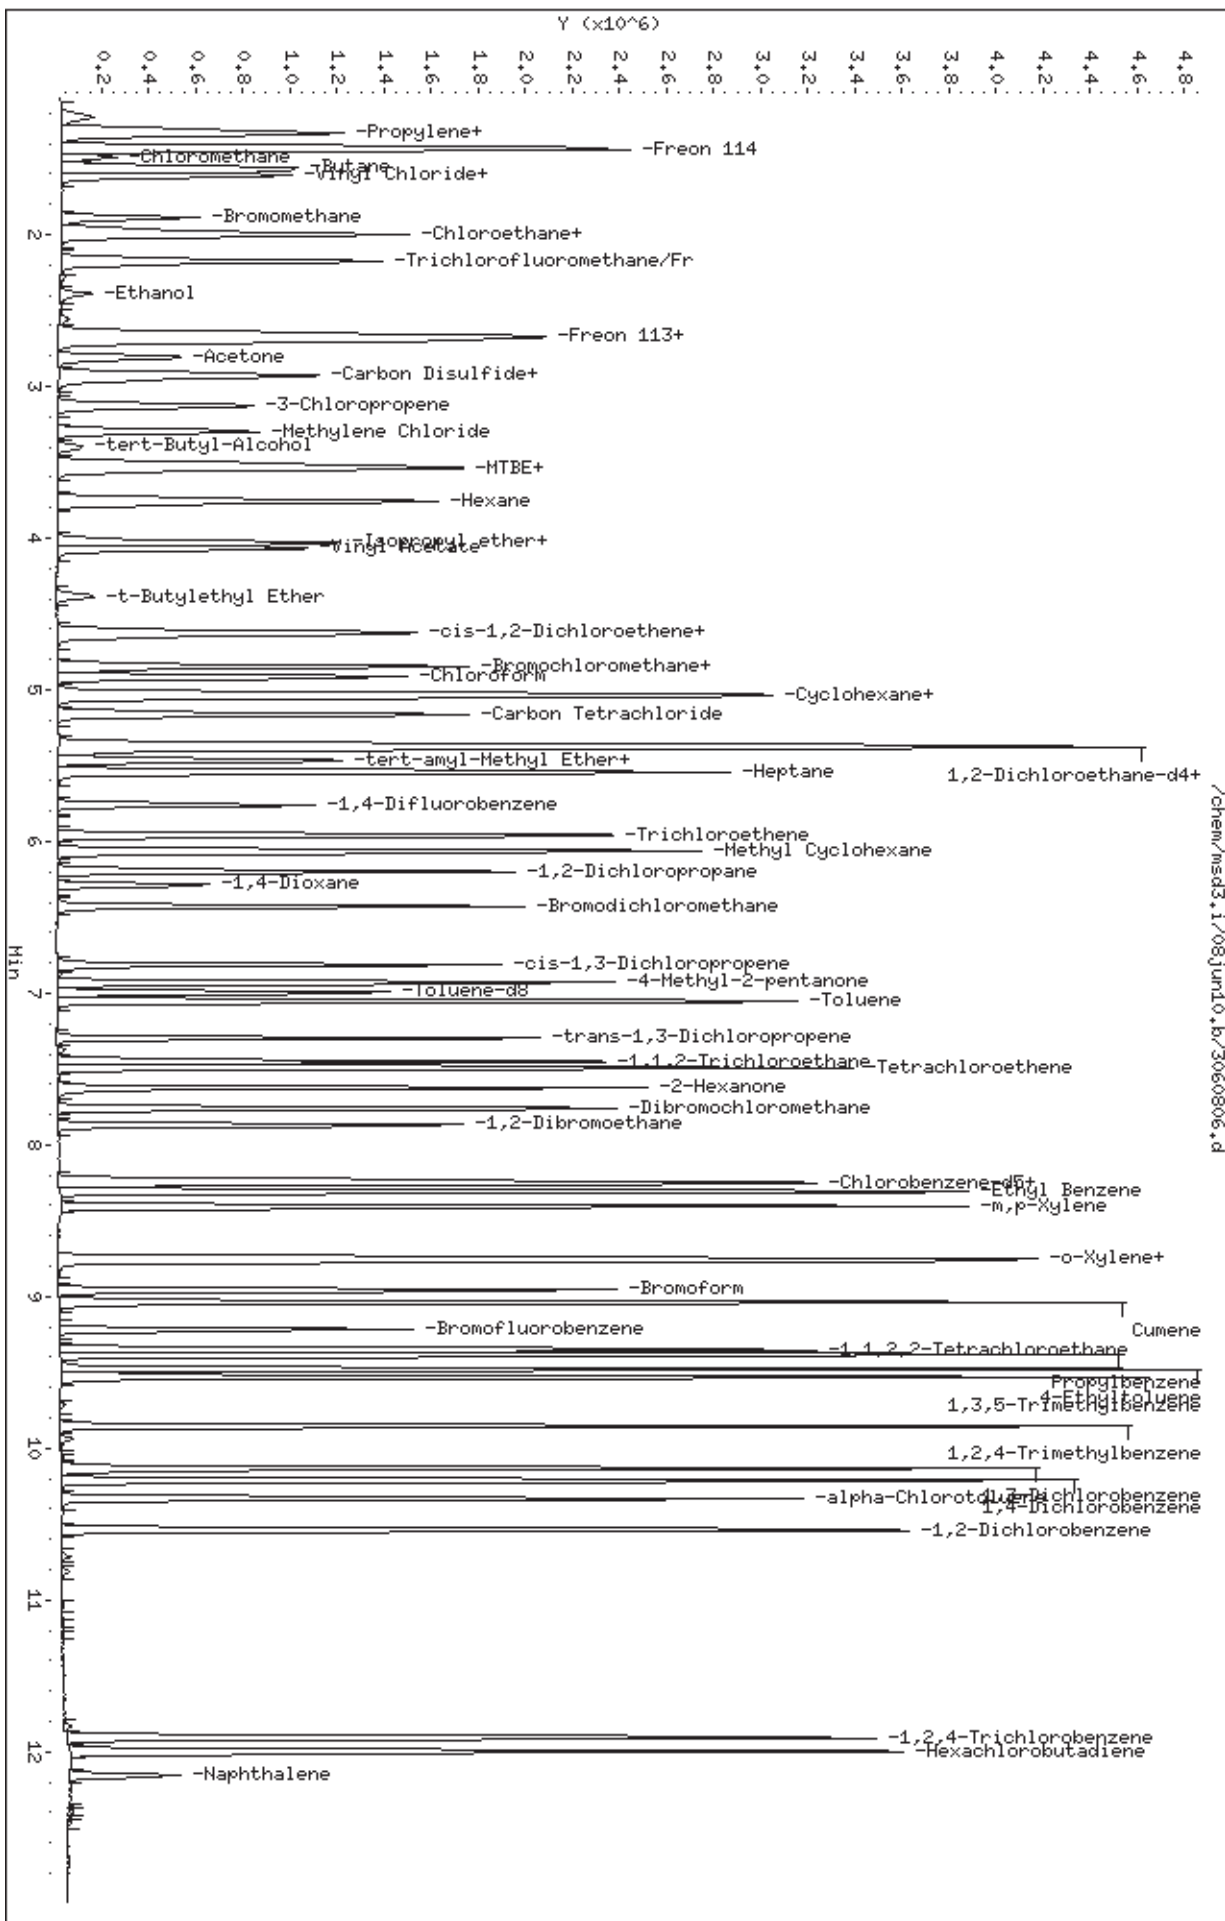 Y (x10^6)
0.2
0.4
0.6
0.8
1.0
1.2
1.4
1.6
1.8
2.0
2.2
2.4
2.6
2.8
3.0
3.2
3.4
3.6
3.8
4.0
4.2
4.4
4.6
4.8
-Propylene+
-Freon 114
-Chloromethane
-Butane
-Vinyl Chloride+
-Bromomethane
-Chloroethane+
-Trichlorofluoromethane/Fr
-Ethanol
-Freon 113+
-Acetone
-Carbon Disulfide+
-3-Chloropropene
-Methylene Chloride
-tert-Butyl-Alcohol
-MTBE+
-Hexane
-Isopropyl ether+
-Vinyl Acetate
-t-Butylethyl Ether
-cis-1,2-Dichloroethene+
-Bromochloromethane+
-Chloroform
-Cyclohexane+
-Carbon Tetrachloride
1,2-Dichloroethane-d4+
-tert-amyl-Methyl Ether+
-Heptane
-1,4-Difluorobenzene
-Trichloroethene
-Methyl Cyclohexane
-1,2-Dichloropropane
-1,4-Dioxane
-Bromodichloromethane
-cis-1,3-Dichloropropene
-4-Methyl-2-pentanone
-Toluene-d8
-Toluene
-trans-1,3-Dichloropropene
-1,1,2-Trichloroethane
-Tetrachloroethene
-2-Hexanone
-Dibromochloromethane
-1,2-Dibromoethane
-Chlorobenzene-d5+
-Ethyl Benzene
-m,p-Xylene
-o-Xylene+
-Bromoform
Cumene
-Bromofluorobenzene
-1,1,2,2-Tetrachloroethane
Propylbenzene
4-Ethyltoluene
1,3,5-Trimethylbenzene
1,2,4-Trimethylbenzene
1,3-Dichlorobenzene
-alpha-Chlorotoluene
1,4-Dichlorobenzene
-1,2-Dichlorobenzene
-1,2,4-Trichlorobenzene
-Hexachlorobutadiene
-Naphthalene
2
3
4
5
6
7
8
9
10
11
12
Min
/chem/msd3.i/08jun10.b/3060806.d